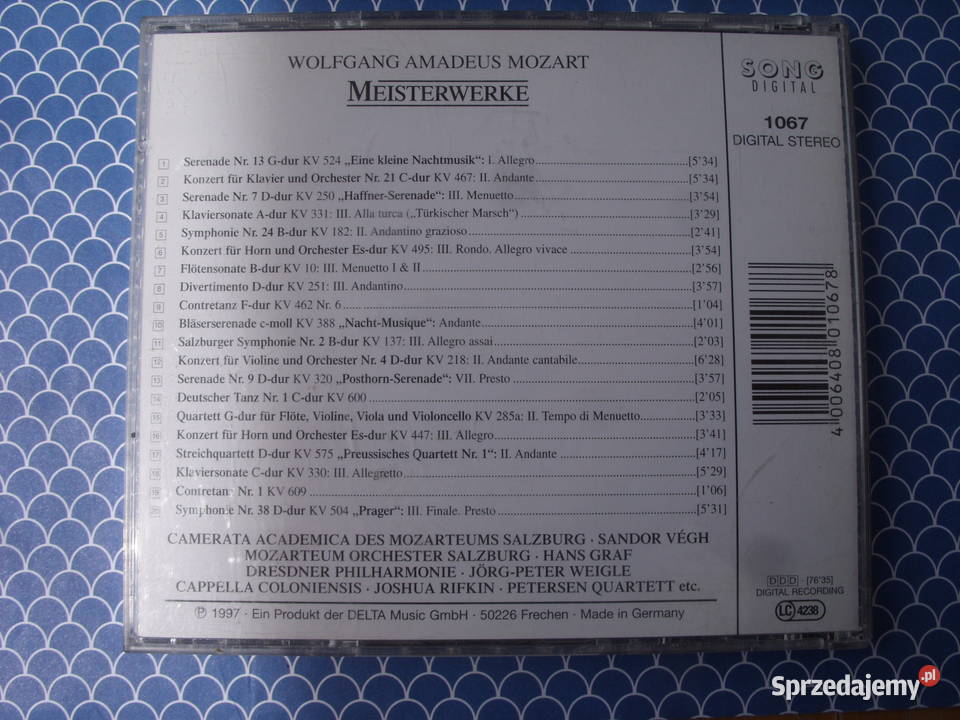 WOLFGANG AMADEUS MOZART
MEISTERWERKE
1 Serenade Nr. 13 G-dur KV 524 „Eine kleine Nachtmusik“: I. Allegro [5'34]
2 Konzert für Klavier und Orchester Nr. 21 C-dur KV 467: II. Andante [5'34]
3 Serenade Nr. 7 D-dur KV 250 „Haffner-Serenade“: III. Menuetto [3'54]
4 Klaviersonate A-dur KV 331: III. Alla turca („Türkischer Marsch“) [3'29]
5 Symphonie Nr. 24 B-dur KV 182: II. Andantino grazioso [2'41]
6 Konzert für Horn und Orchester Es-dur KV 495: III. Rondo. Allegro vivace [3'54]
7 Flötensonate B-dur KV 10: III. Menuetto I & II [2'56]
8 Divertimento D-dur KV 251: III. Andantino [3'57]
9 Contretanz F-dur KV 462 Nr. 6 [1'04]
10 Bläserserenade c-moll KV 388 „Nacht-Musique“: Andante [4'01]
11 Salzburger Symphonie Nr. 2 B-dur KV 137: III. Allegro assai [2'03]
12 Konzert für Violine und Orchester Nr. 4 D-dur KV 218: II. Andante cantabile [6'28]
13 Serenade Nr. 9 D-dur KV 320 „Posthorn-Serenade“: VII. Presto [3'57]
14 Deutscher Tanz Nr. 1 C-dur KV 600 [2'05]
15 Quartett G-dur für Flöte, Violine, Viola und Violoncello KV 285a: II. Tempo di Menuetto [3'33]
16 Konzert für Horn und Orchester Es-dur KV 447: III. Allegro [3'41]
17 Streichquartett D-dur KV 575 „Preussisches Quartett Nr. 1“: II. Andante [4'17]
18 Klaviersonate C-dur KV 330: III. Allegretto [5'29]
19 Contretanz Nr. 1 KV 609 [1'06]
20 Symphonie Nr. 38 D-dur KV 504 „Prager“: III. Finale. Presto [5'31]
CAMERATA ACADEMICA DES MOZARTEUMS SALZBURG · SANDOR VÉGH
MOZARTEUM ORCHESTER SALZBURG · HANS GRAF
DRESDNER PHILHARMONIE · JÖRG-PETER WEIGLE
CAPPELLA COLONIENSIS · JOSHUA RIFKIN · PETERSEN QUARTETT etc.
℗ 1997 · Ein Produkt der DELTA Music GmbH · 50226 Frechen · Made in Germany
SONG
DIGITAL
1067
DIGITAL STEREO
4 006408 010678
DDD · [76'35]
DIGITAL RECORDING
LC 4238
Sprzedajemy.pl